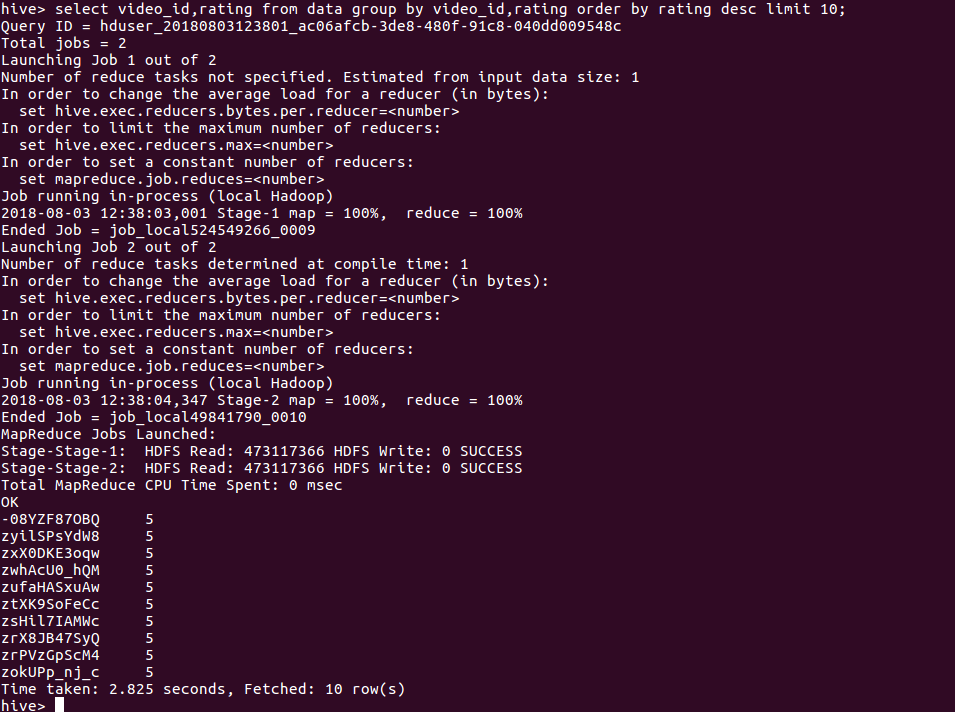 hive> select video_id,rating from data group by video_id,rating order by rating desc limit 10;
Query ID = hduser_20180803123801_ac06afcb-3de8-480f-91c8-040dd009548c
Total jobs = 2
Launching Job 1 out of 2
Number of reduce tasks not specified. Estimated from input data size: 1
In order to change the average load for a reducer (in bytes):
  set hive.exec.reducers.bytes.per.reducer=<number>
In order to limit the maximum number of reducers:
  set hive.exec.reducers.max=<number>
In order to set a constant number of reducers:
  set mapreduce.job.reduces=<number>
Job running in-process (local Hadoop)
2018-08-03 12:38:03,001 Stage-1 map = 100%,  reduce = 100%
Ended Job = job_local524549266_0009
Launching Job 2 out of 2
Number of reduce tasks determined at compile time: 1
In order to change the average load for a reducer (in bytes):
  set hive.exec.reducers.bytes.per.reducer=<number>
In order to limit the maximum number of reducers:
  set hive.exec.reducers.max=<number>
In order to set a constant number of reducers:
  set mapreduce.job.reduces=<number>
Job running in-process (local Hadoop)
2018-08-03 12:38:04,347 Stage-2 map = 100%,  reduce = 100%
Ended Job = job_local49841790_0010
MapReduce Jobs Launched:
Stage-Stage-1:  HDFS Read: 473117366 HDFS Write: 0 SUCCESS
Stage-Stage-2:  HDFS Read: 473117366 HDFS Write: 0 SUCCESS
Total MapReduce CPU Time Spent: 0 msec
OK
-08YZF87OBQ	5
zyilSPsYdW8	5
zxX0DKE3oqw	5
zwhAcU0_hQM	5
zufaHASxuAw	5
ztXK9SoFeCc	5
zsHil7IAMWc	5
zrX8JB47SyQ	5
zrPVzGpScM4	5
zokUPp_nj_c	5
Time taken: 2.825 seconds, Fetched: 10 row(s)
hive>